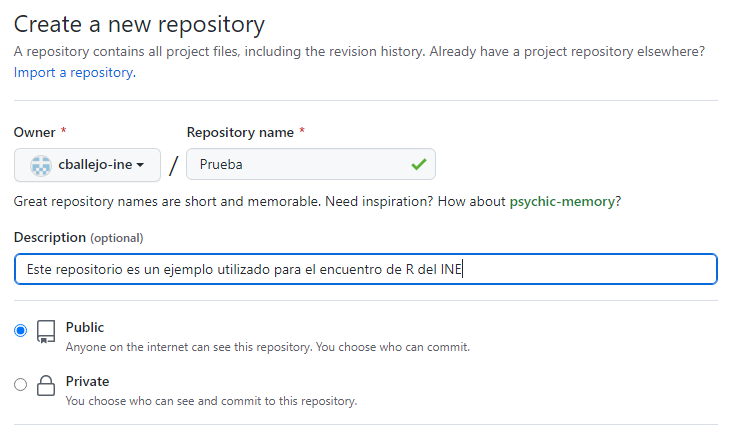 Create a new repository
A repository contains all project files, including the revision history. Already have a project repository elsewhere?
Import a repository.
Owner * Repository name *
cballejo-ine / Prueba
Great repository names are short and memorable. Need inspiration? How about psychic-memory?
Description (optional)
Este repositorio es un ejemplo utilizado para el encuentro de R del INE
Public
Anyone on the internet can see this repository. You choose who can commit.
Private
You choose who can see and commit to this repository.